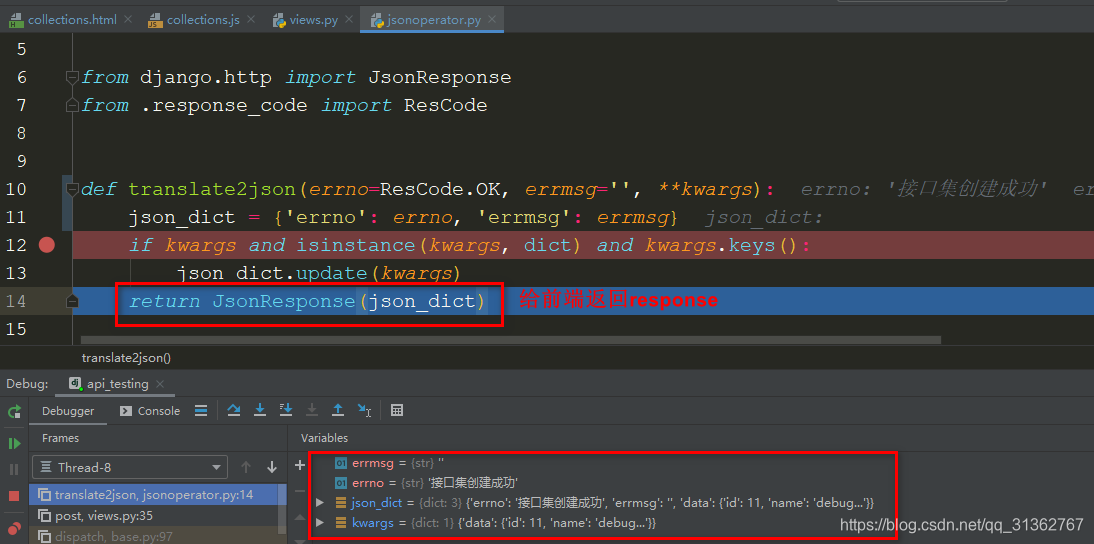 collections.html collections.js views.py jsonoperator.py
5
6 from django.http import JsonResponse
7 from .response_code import ResCode
8
9
10 def translate2json(errno=ResCode.OK, errmsg='', **kwargs): errno: '接口集创建成功' er
11 json_dict = {'errno': errno, 'errmsg': errmsg} json_dict:
12 if kwargs and isinstance(kwargs, dict) and kwargs.keys():
13 json_dict.update(kwargs)
14 return JsonResponse(json_dict) 给前端返回response
15
translate2json()
Debug: api_testing
Debugger Console
Frames Variables
Thread-8
errmsg = {str} ''
errno = {str} '接口集创建成功'
translate2json, jsonoperator.py:14
json_dict = {dict: 3} {'errno': '接口集创建成功', 'errmsg': '', 'data': {'id': 11, 'name': 'debug...'}}
post, views.py:35
kwargs = {dict: 1} {'data': {'id': 11, 'name': 'debug...'}}
dispatch, base.py:97
https://blog.csdn.net/qq_31362767